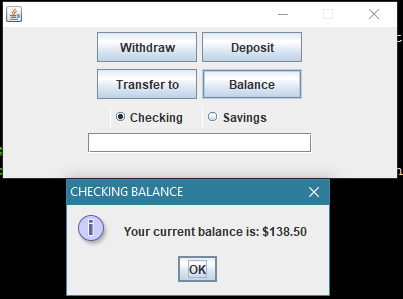 Withdraw Deposit
Transfer to Balance
Checking Savings
CHECKING BALANCE
Your current balance is: $138.50
OK